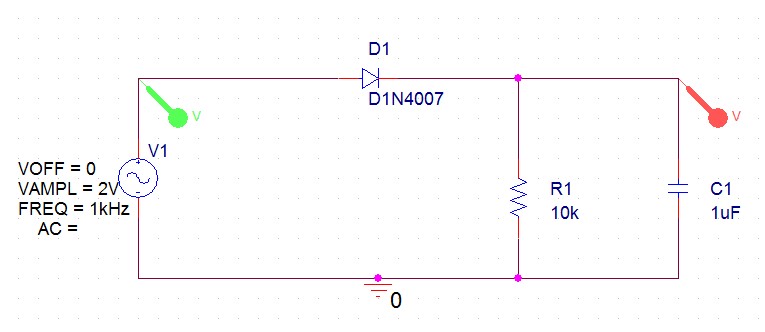 D1
D1N4007
V
V
V1
VOFF = 0
VAMPL = 2V
FREQ = 1kHz
AC =
R1
10k
C1
1uF
0